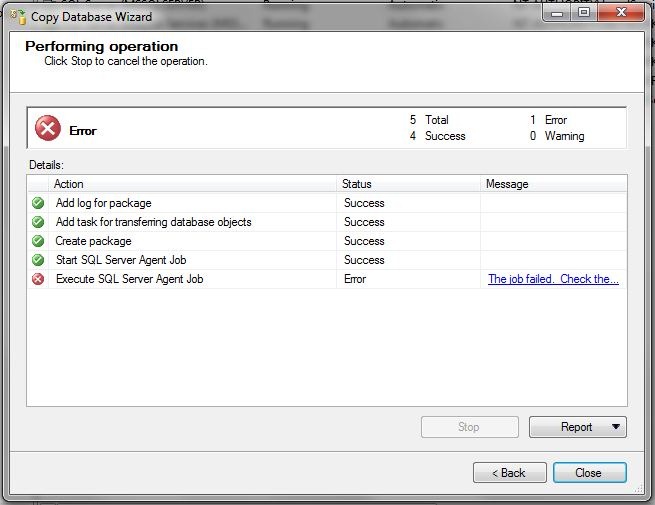 Copy Database Wizard
Performing operation
Click Stop to cancel the operation.
Error
5 Total 1 Error
4 Success 0 Warning
Details:
Action Status Message
Add log for package Success
Add task for transferring database objects Success
Create package Success
Start SQL Server Agent Job Success
Execute SQL Server Agent Job Error The job failed. Check the...
Stop Report
< Back Close